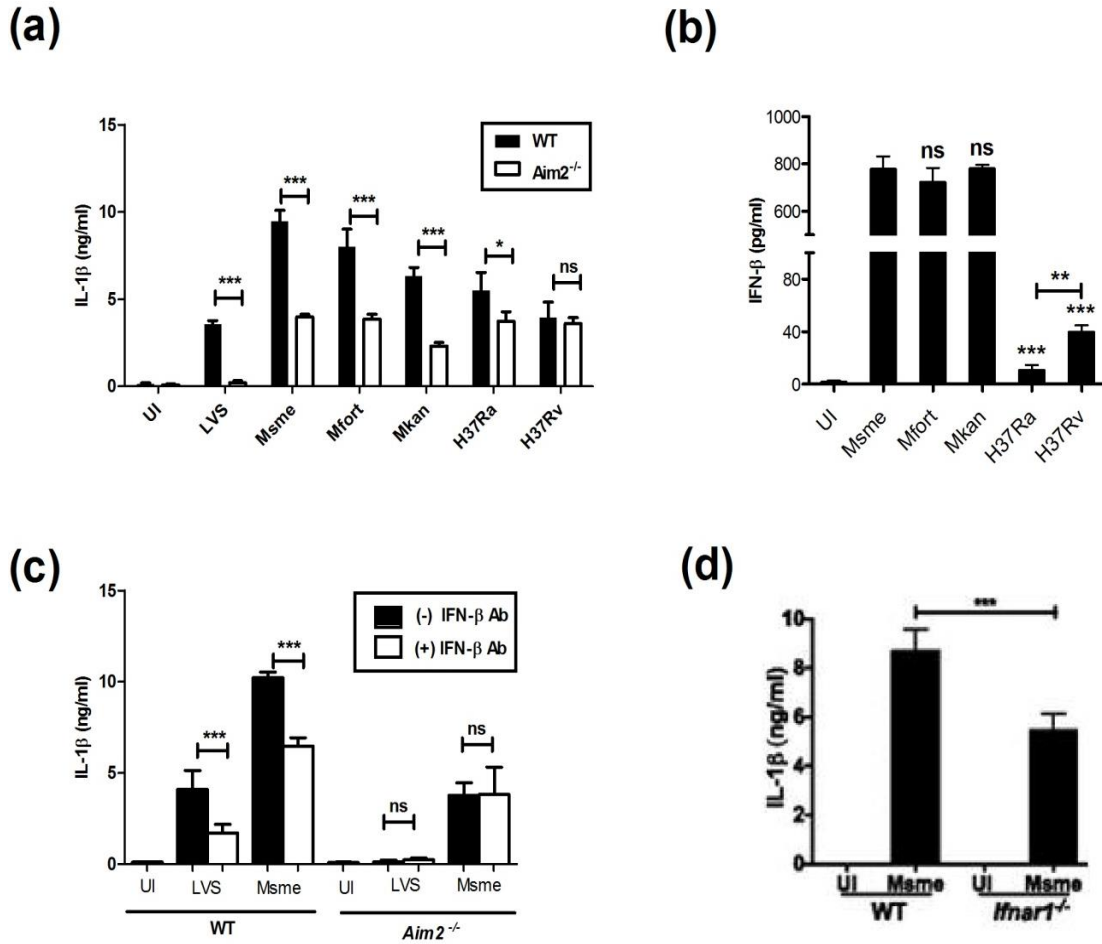 (a)
IL-1β (ng/ml)
15
10
5
0
WT
Aim2-/-
***
***
***
***
*
ns
UI
LVS
Msme
Mfort
Mkan
H37Ra
H37Rv
(b)
IFN-β (pg/ml)
1000
800
600
80
40
0
ns
ns
***
**
***
UI
Msme
Mfort
Mkan
H37Ra
H37Rv
(c)
IL-1β (ng/ml)
15
10
5
0
(-) IFN-β Ab
(+) IFN-β Ab
***
***
ns
ns
UI LVS Msme UI LVS Msme
WT Aim2 -/-
(d)
IL-1β (ng/ml)
10
8
6
4
2
0
***
UI Msme UI Msme
WT Ifnar1-/-